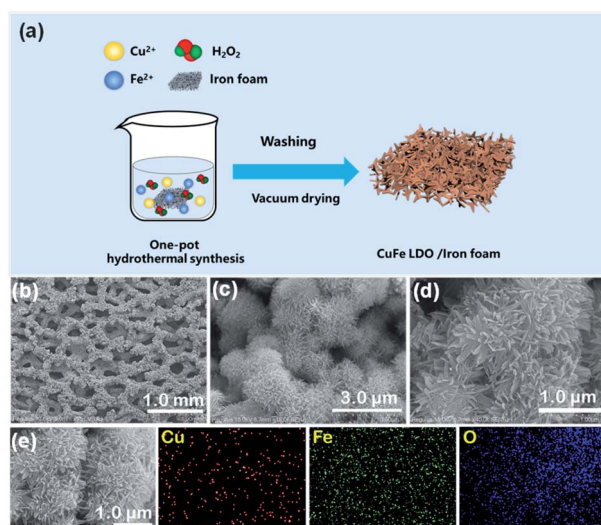 (a)
Cu²⁺
H₂O₂
Fe²⁺
Iron foam
Washing
Vacuum drying
One-pot
hydrothermal synthesis
CuFe LDO /Iron foam
(b)
1.0 mm
(c)
3.0 μm
(d)
1.0 μm
(e)
1.0 μm
Cu
Fe
O